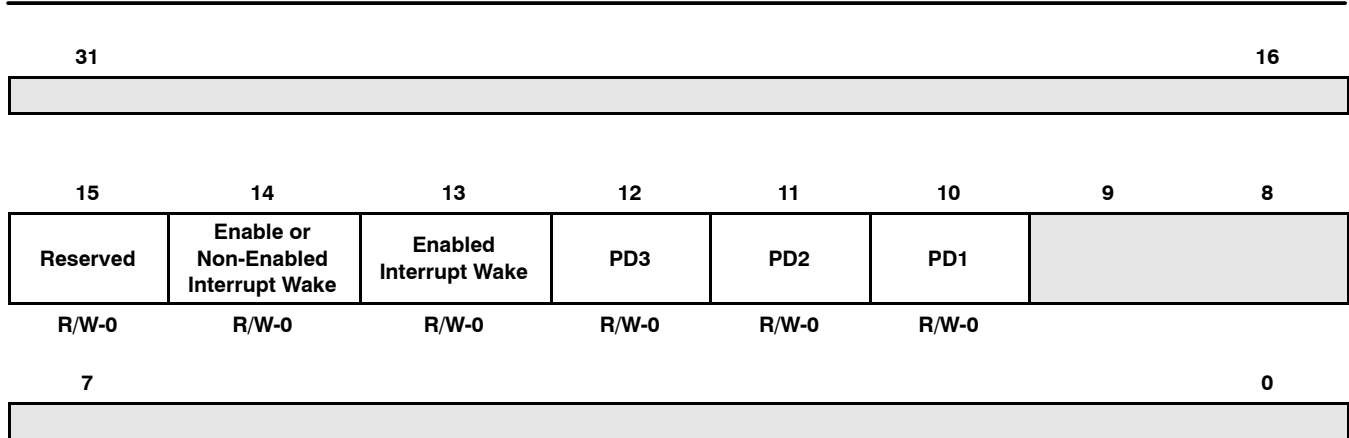 31 16
15 14 13 12 11 10 9 8
Reserved Enable or Non-Enabled Interrupt Wake Enabled Interrupt Wake PD3 PD2 PD1
R/W-0 R/W-0 R/W-0 R/W-0 R/W-0 R/W-0
7 0